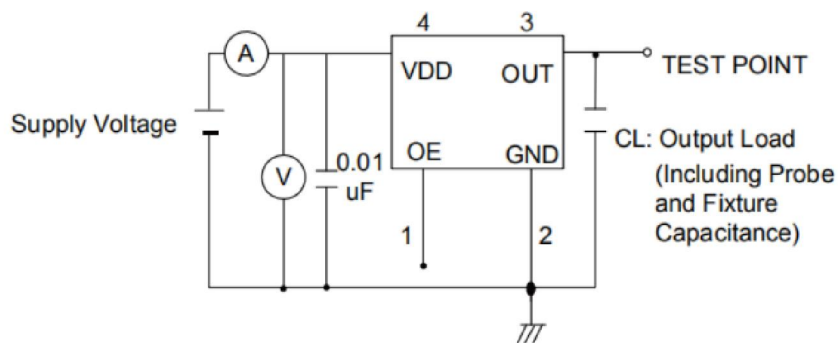 4
3
A
VDD
OUT
TEST POINT
Supply Voltage
V
0.01
uF
OE
GND
CL: Output Load
(Including Probe
and Fixture
Capacitance)
1
2